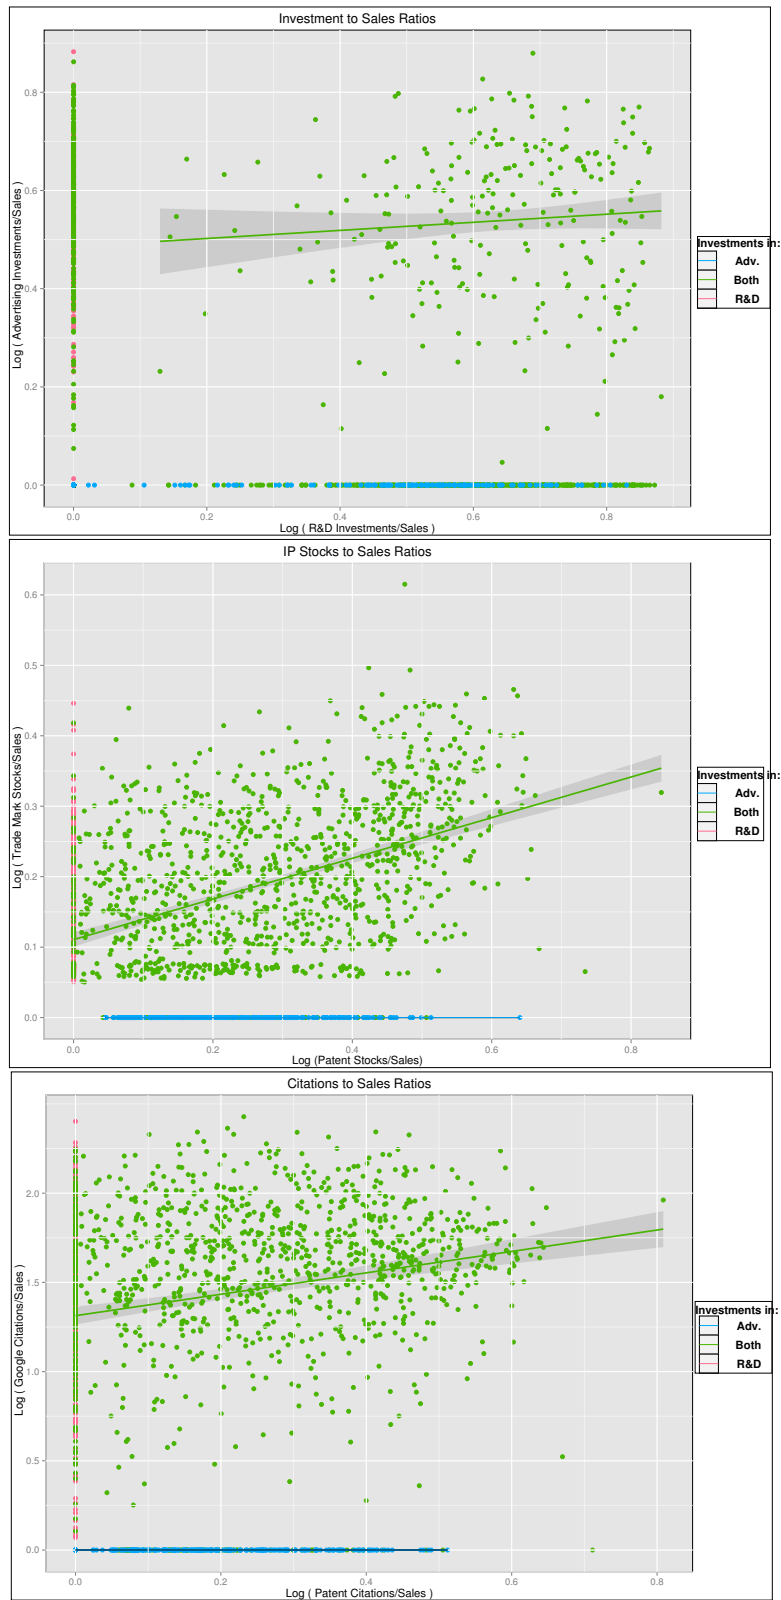 Investment to Sales Ratios
Log ( Advertising Investments/Sales )
0.8
0.6
0.4
0.2
0.0
0.0 0.2 0.4 0.6 0.8
Log ( R&D Investments/Sales )
Investments in:
Adv.
Both
R&D
IP Stocks to Sales Ratios
Log ( Trade Mark Stocks/Sales )
0.6
0.5
0.4
0.3
0.2
0.1
0.0
0.0 0.2 0.4 0.6 0.8
Log (Patent Stocks/Sales)
Investments in:
Adv.
Both
R&D
Citations to Sales Ratios
Log ( Google Citations/Sales )
2.0
1.5
1.0
0.5
0.0
0.0 0.2 0.4 0.6 0.8
Log ( Patent Citations/Sales )
Investments in:
Adv.
Both
R&D